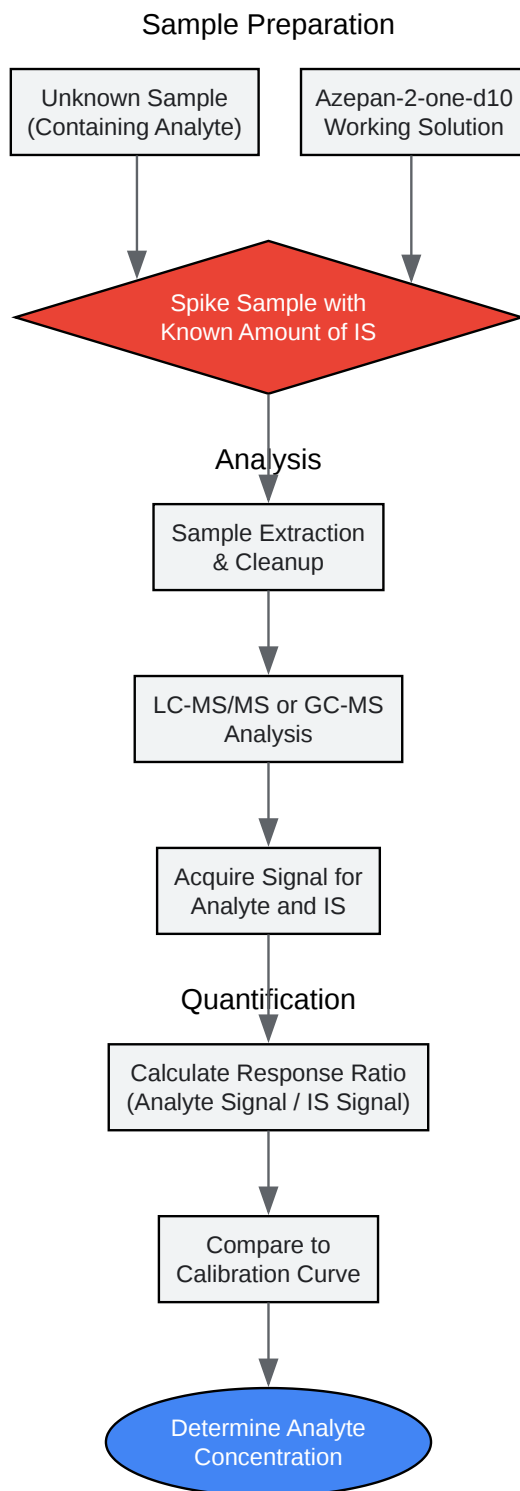 Sample Preparation
Unknown Sample
(Containing Analyte)
Azepan-2-one-d10
Working Solution
Spike Sample with
Known Amount of IS
Analysis
Sample Extraction
& Cleanup
LC-MS/MS or GC-MS
Analysis
Acquire Signal for
Analyte and IS
Quantification
Calculate Response Ratio
(Analyte Signal / IS Signal)
Compare to
Calibration Curve
Determine Analyte
Concentration